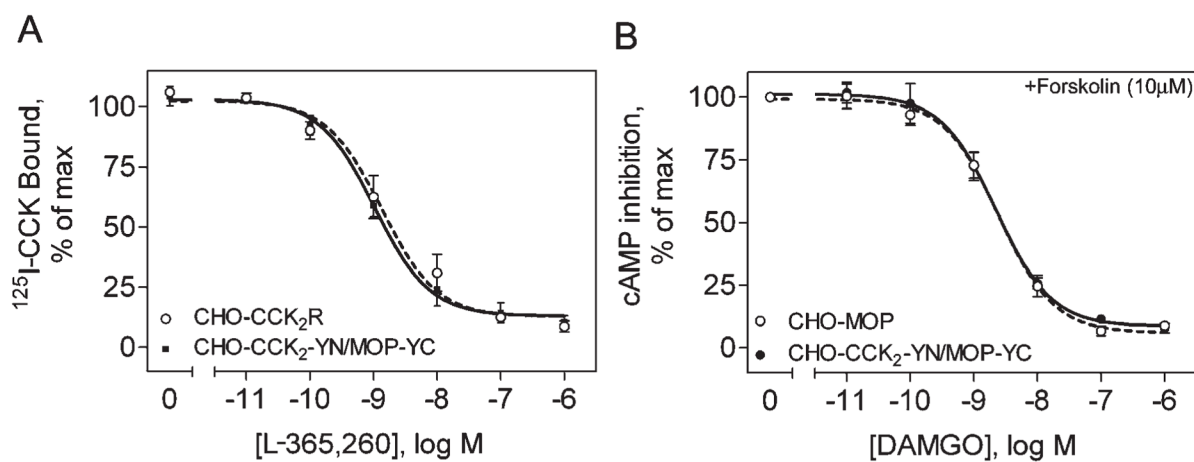 A
¹²⁵I-CCK Bound,
% of max
100
75
50
25
0
CHO-CCK₂R
CHO-CCK₂-YN/MOP-YC
0 -11 -10 -9 -8 -7 -6
[L-365,260], log M
B
+Forskolin (10µM)
cAMP inhibition,
% of max
100
75
50
25
0
CHO-MOP
CHO-CCK₂-YN/MOP-YC
0 -11 -10 -9 -8 -7 -6
[DAMGO], log M